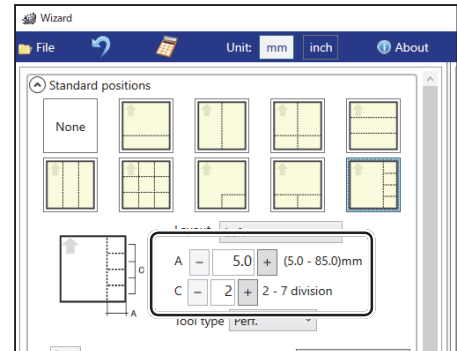 Wizard
File Unit: mm inch About
Standard positions
None
A − 5.0 + (5.0 - 85.0)mm
C − 2 + 2 - 7 division
Tool type Perf.
C
A